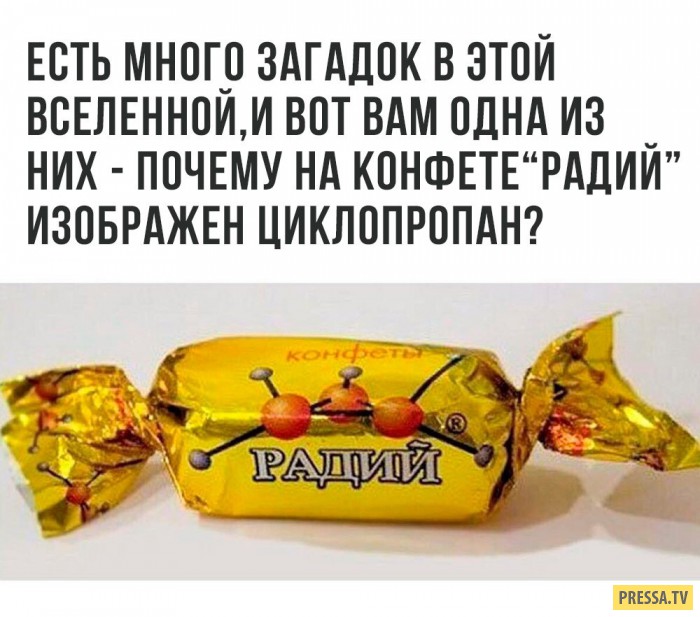 ЕСТЬ МНОГО ЗАГАДОК В ЭТОЙ
ВСЕЛЕННОЙ,И ВОТ ВАМ ОДНА ИЗ
НИХ - ПОЧЕМУ НА КОНФЕТЕ“РАДИЙ”
ИЗОБРАЖЕН ЦИКЛОПРОПАН?
конфеты
®
РАДИЙ
PRESSA.TV